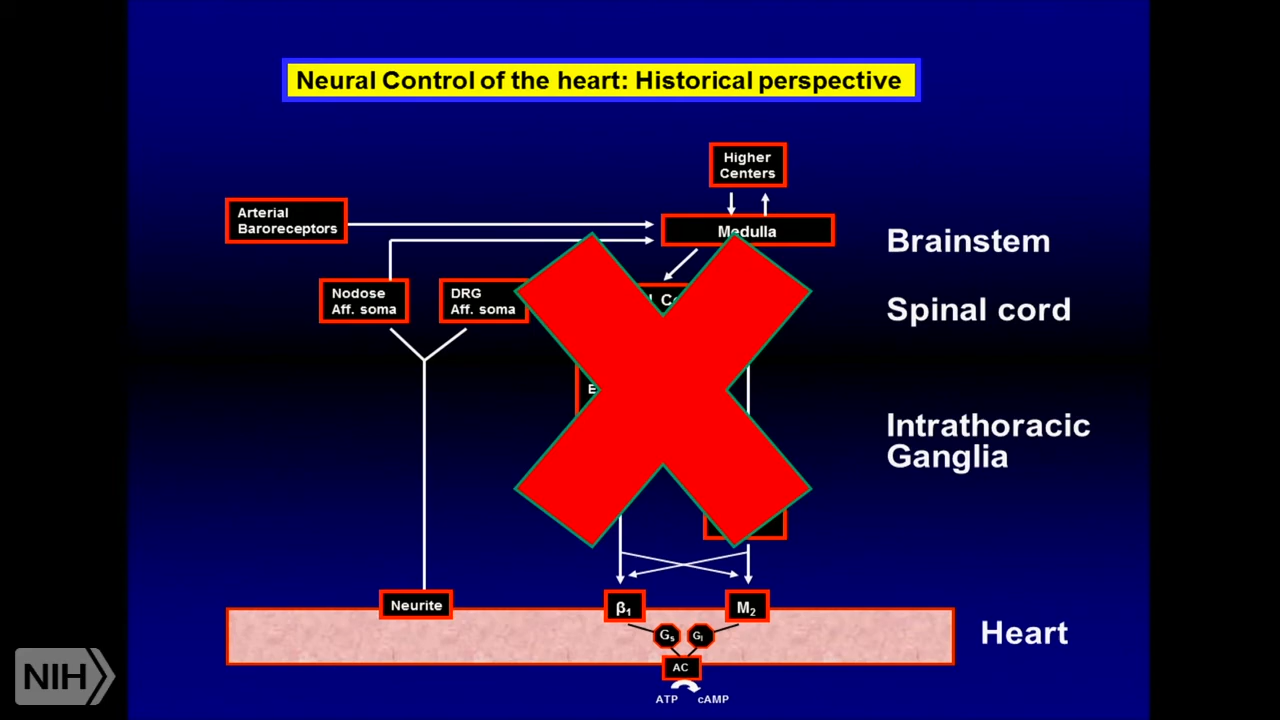 Neural Control of the heart: Historical perspective
Higher
Centers
Arterial
Baroreceptors
Medulla
Brainstem
Nodose
Aff. soma
DRG
Aff. soma
Spinal cord
Intrathoracic
Ganglia
Neurite
β1
M2
Gs
Gi
AC
ATP
cAMP
Heart
NIH